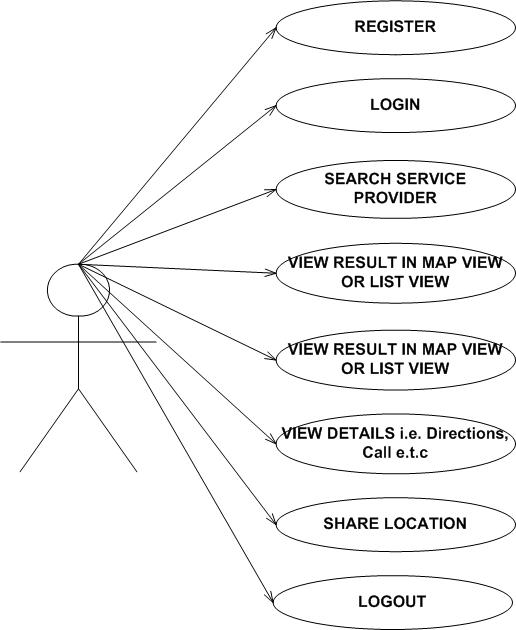 REGISTER
LOGIN
SEARCH SERVICE
PROVIDER
VIEW RESULT IN MAP VIEW
OR LIST VIEW
VIEW RESULT IN MAP VIEW
OR LIST VIEW
VIEW DETAILS i.e. Directions,
Call e.t.c
SHARE LOCATION
LOGOUT